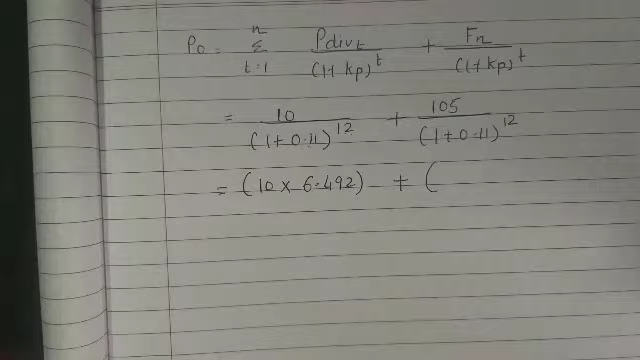 P₀ = Σⁿₜ₌₁ Pdivₜ/(1+kp)ᵗ + Fₙ/(1+kp)ᵗ
= 10/(1+0.11)¹² + 105/(1+0.11)¹²
= (10 × 6.492) + (